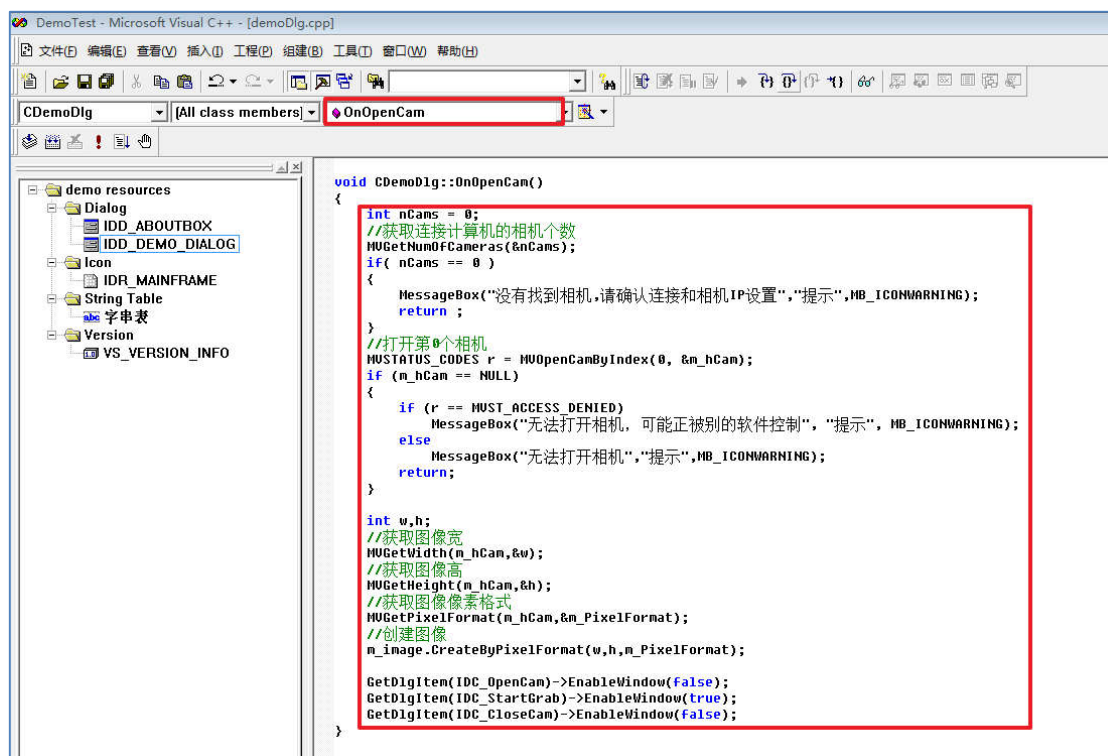 DemoTest - Microsoft Visual C++ - [demoDlg.cpp]
文件(F) 编辑(E) 查看(V) 插入(I) 工程(P) 组建(B) 工具(T) 窗口(W) 帮助(H)
CDemoDlg [All class members] OnOpenCam
demo resources
Dialog
IDD_ABOUTBOX
IDD_DEMO_DIALOG
Icon
IDR_MAINFRAME
String Table
abc 字串表
Version
VS_VERSION_INFO
void CDemoDlg::OnOpenCam()
{
int nCams = 0;
//获取连接计算机的相机个数
MVGetNumOfCameras(&nCams);
if( nCams == 0 )
{
MessageBox("没有找到相机,请确认连接和相机IP设置","提示",MB_ICONWARNING);
return ;
}
//打开第0个相机
MVSTATUS_CODES r = MVOpenCamByIndex(0, &m_hCam);
if (m_hCam == NULL)
{
if (r == MVST_ACCESS_DENIED)
MessageBox("无法打开相机, 可能正被别的软件控制", "提示", MB_ICONWARNING);
else
MessageBox("无法打开相机","提示",MB_ICONWARNING);
return;
}
int w,h;
//获取图像宽
MVGetWidth(m_hCam,&w);
//获取图像高
MVGetHeight(m_hCam,&h);
//获取图像像素格式
MVGetPixelFormat(m_hCam,&m_PixelFormat);
//创建图像
m_image.CreateByPixelFormat(w,h,m_PixelFormat);
GetDlgItem(IDC_OpenCam)->EnableWindow(false);
GetDlgItem(IDC_StartGrab)->EnableWindow(true);
GetDlgItem(IDC_CloseCam)->EnableWindow(false);
}